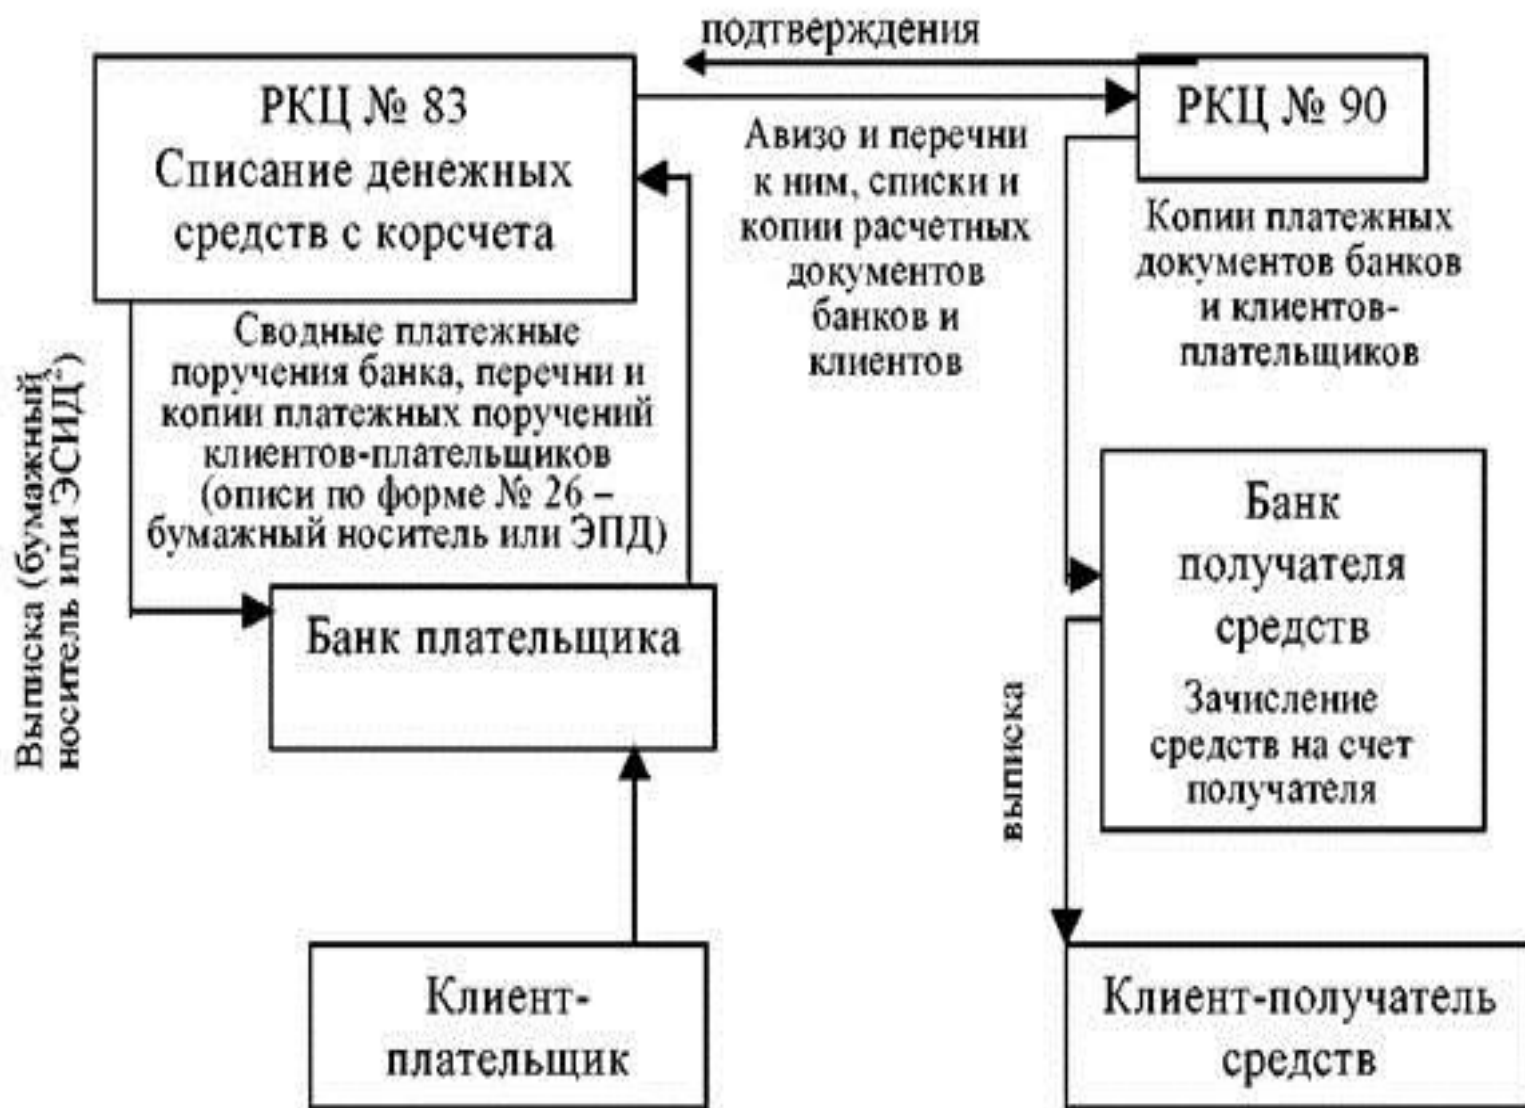 подтверждения
РКЦ № 83
Списание денежных
средств с корсчета
РКЦ № 90
Авизо и перечни
к ним, списки и
копии расчетных
документов
банков и
клиентов
Копии платежных
документов банков
и клиентов-
плательщиков
Сводные платежные
поручения банка, перечни и
копии платежных поручений
клиентов-плательщиков
(описи по форме № 26 –
бумажный носитель или ЭПД)
Выписка (бумажный
носитель или ЭСИД²)
Банк плательщика
Банк
получателя
средств
Зачисление
средств на счет
получателя
выписка
Клиент-
плательщик
Клиент-получатель
средств